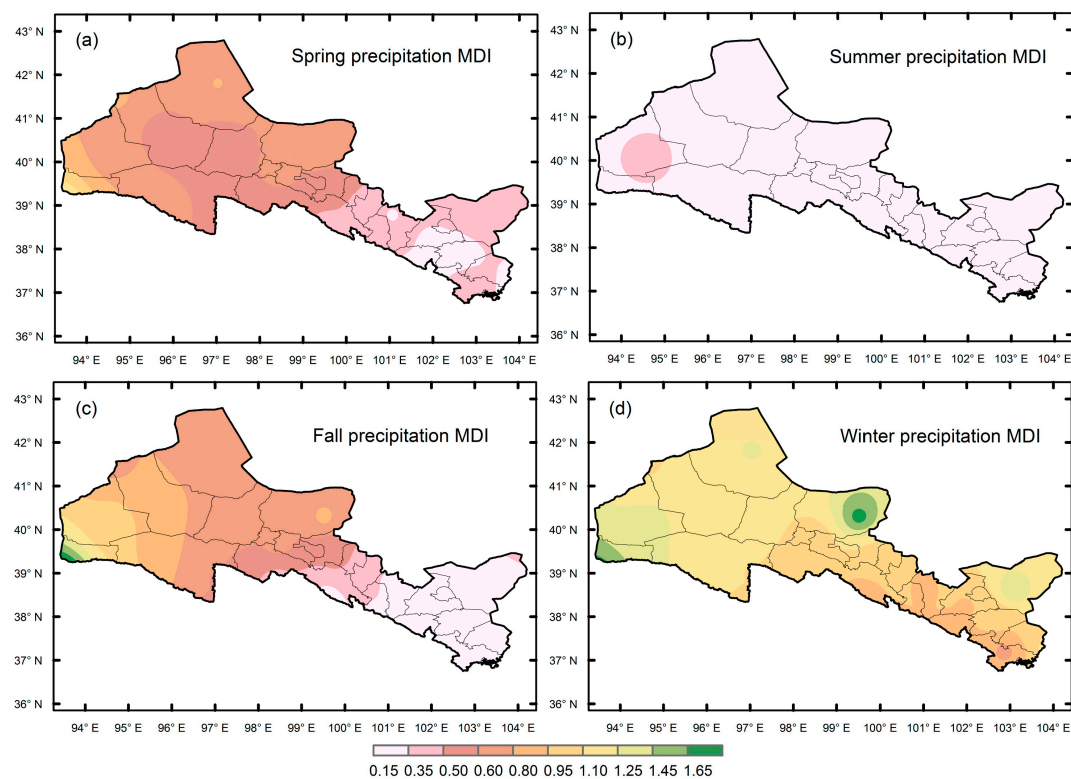 (a)
Spring precipitation MDI
43° N
42° N
41° N
40° N
39° N
38° N
37° N
36° N
94° E 95° E 96° E 97° E 98° E 99° E 100° E 101° E 102° E 103° E 104° E
(b)
Summer precipitation MDI
43° N
42° N
41° N
40° N
39° N
38° N
37° N
36° N
94° E 95° E 96° E 97° E 98° E 99° E 100° E 101° E 102° E 103° E 104° E
(c)
Fall precipitation MDI
43° N
42° N
41° N
40° N
39° N
38° N
37° N
36° N
94° E 95° E 96° E 97° E 98° E 99° E 100° E 101° E 102° E 103° E 104° E
(d)
Winter precipitation MDI
43° N
42° N
41° N
40° N
39° N
38° N
37° N
36° N
94° E 95° E 96° E 97° E 98° E 99° E 100° E 101° E 102° E 103° E 104° E
0.15 0.35 0.50 0.60 0.80 0.95 1.10 1.25 1.45 1.65